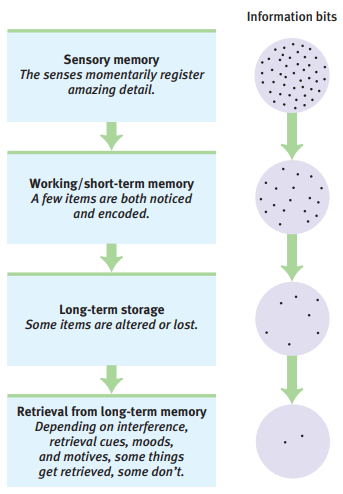 Information bits
Sensory memory
The senses momentarily register
amazing detail.
Working/short-term memory
A few items are both noticed
and encoded.
Long-term storage
Some items are altered or lost.
Retrieval from long-term memory
Depending on interference,
retrieval cues, moods,
and motives, some things
get retrieved, some don’t.